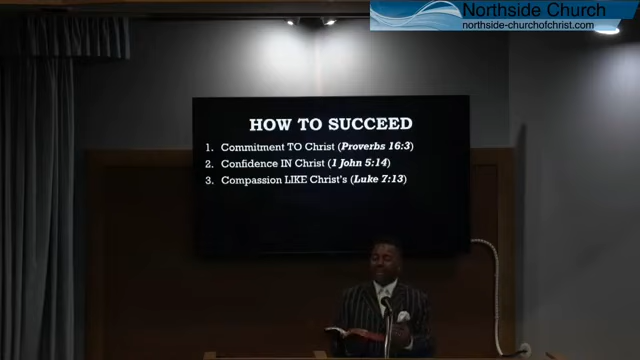 Northside Church
northside-churchofchrist.com
HOW TO SUCCEED
1. Commitment TO Christ (Proverbs 16:3)
2. Confidence IN Christ (1 John 5:14)
3. Compassion LIKE Christ's (Luke 7:13)